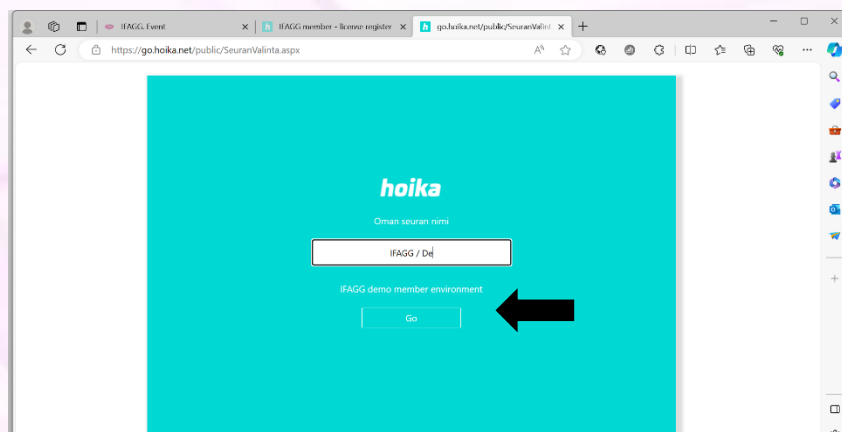 IFAGG. Event
IFAGG member - license register
go.hoika.net/public/SeuranValint
https://go.hoika.net/public/SeuranValinta.aspx
hoika
Oman seuran nimi
IFAGG / De
IFAGG demo member environment
Go